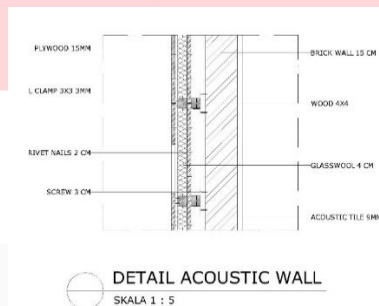 PLYWOOD 15MM
BRICK WALL 15 CM
L CLAMP 3X3 3MM
WOOD 4X4
RIVET NAILS 2 CM
GLASSWOOL 4 CM
SCREW 3 CM
ACOUSTIC TILE 9MM
DETAIL ACOUSTIC WALL
SKALA 1 : 5